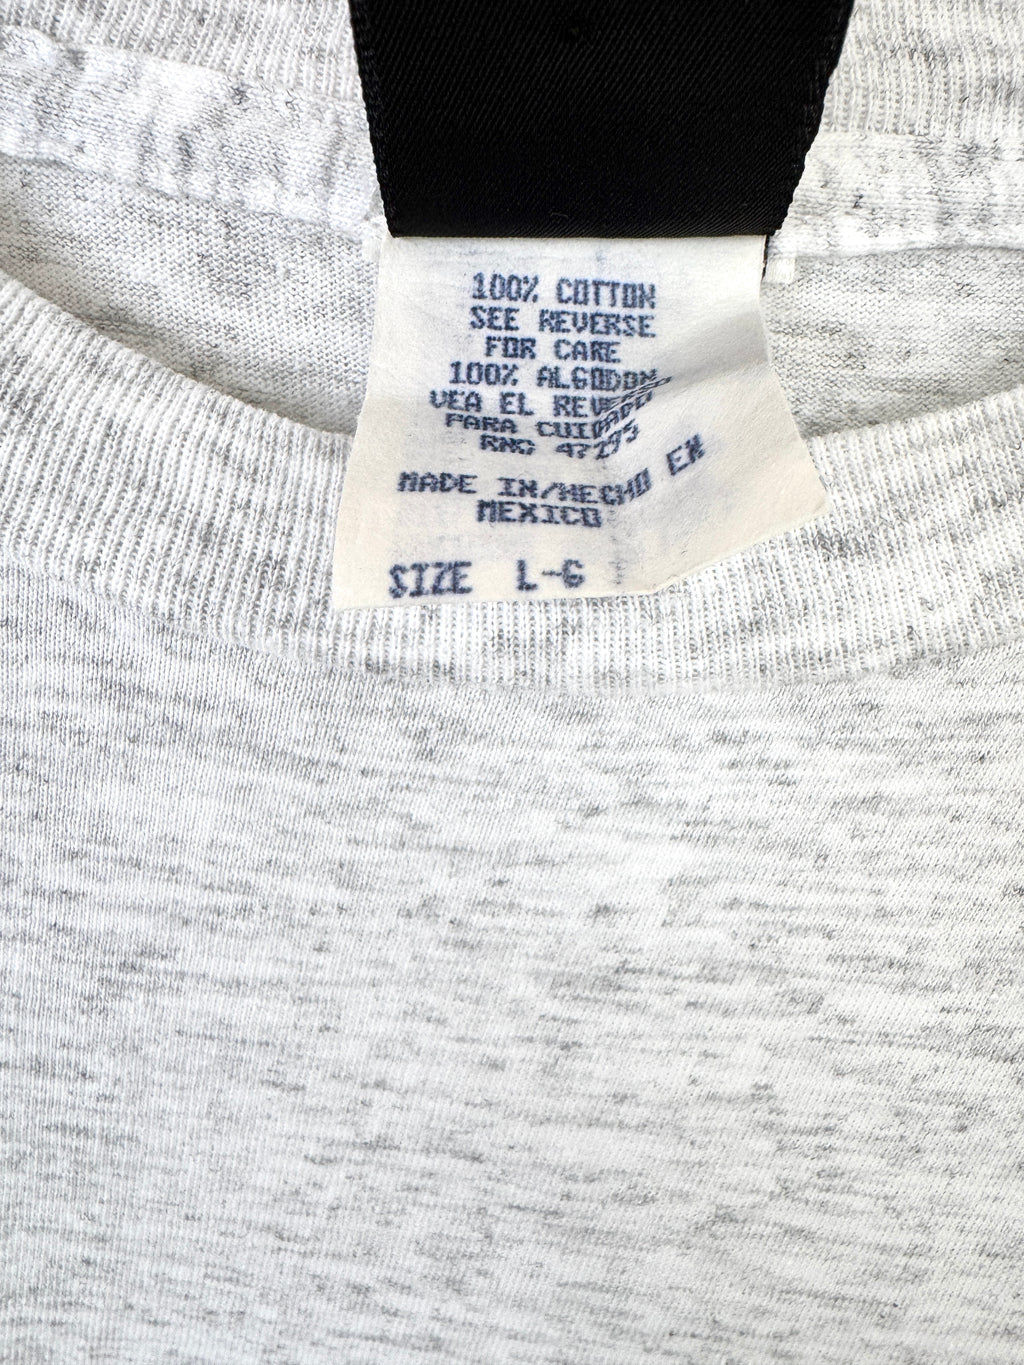 100% COTTON
SEE REVERSE
FOR CARE
100% ALGODON
VEA EL REVERSO
PARA CUIDADO
RNG 47293
MADE IN/HECHO EN
MEXICO
SIZE L-G